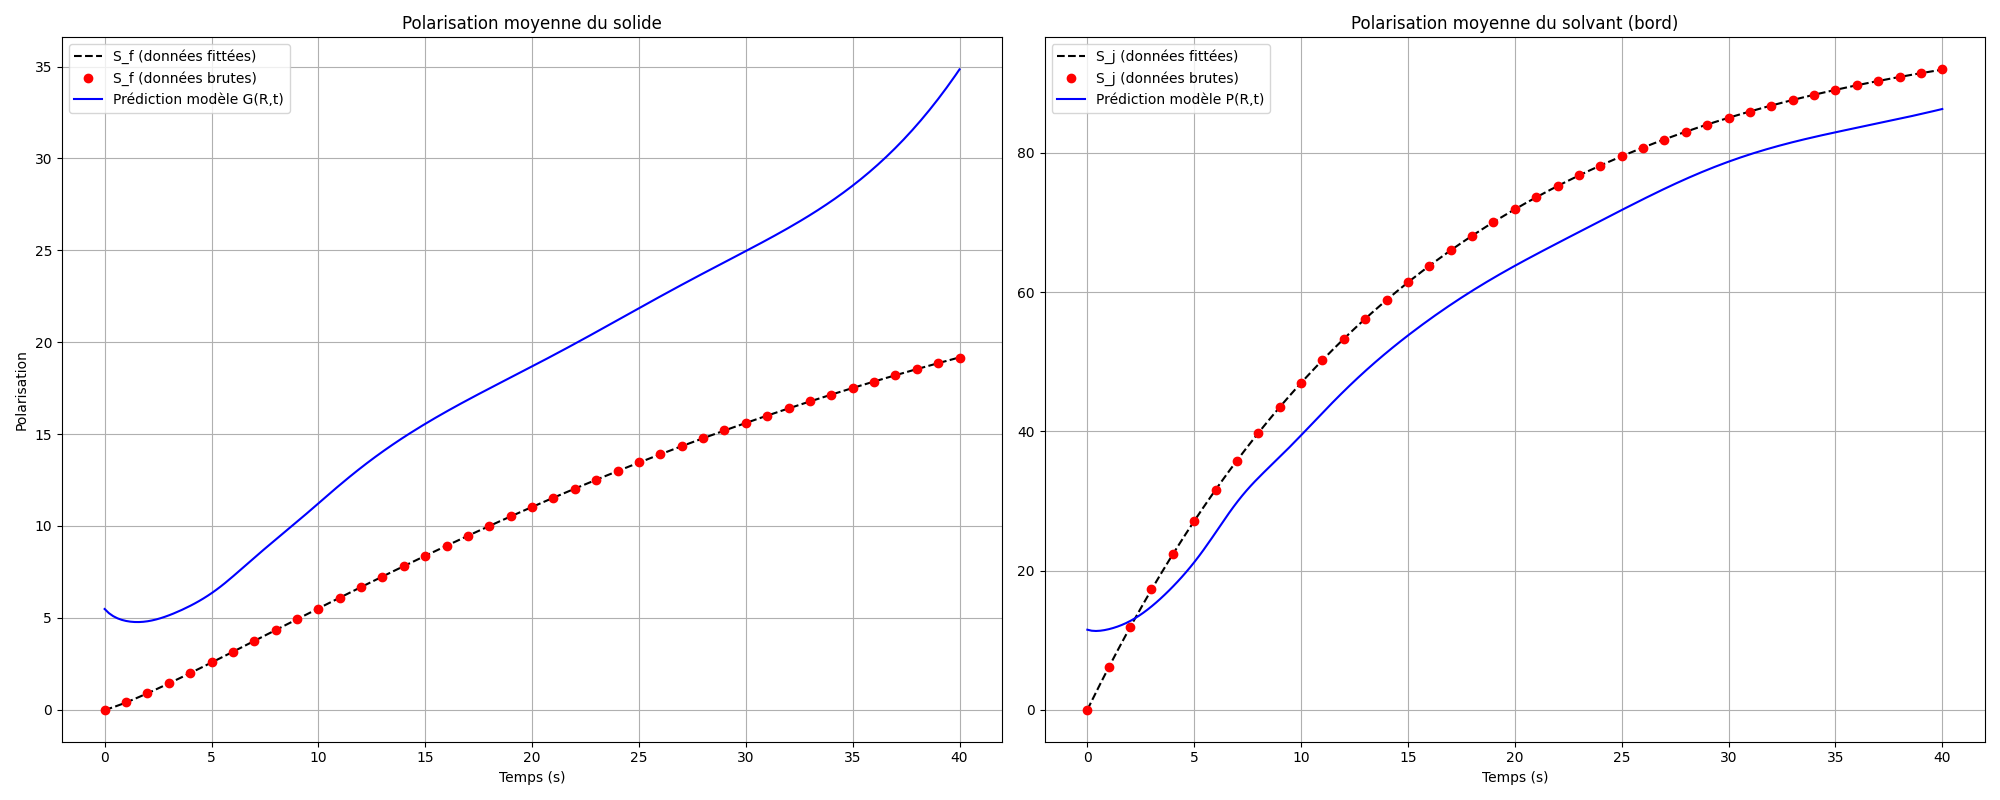 Polarisation moyenne du solide
S_f (données fittées)
S_f (données brutes)
Prédiction modèle G(R,t)
35
30
25
20
15
10
5
0
Polarisation
0 5 10 15 20 25 30 35 40
Temps (s)
Polarisation moyenne du solvant (bord)
S_j (données fittées)
S_j (données brutes)
Prédiction modèle P(R,t)
80
60
40
20
0
0 5 10 15 20 25 30 35 40
Temps (s)